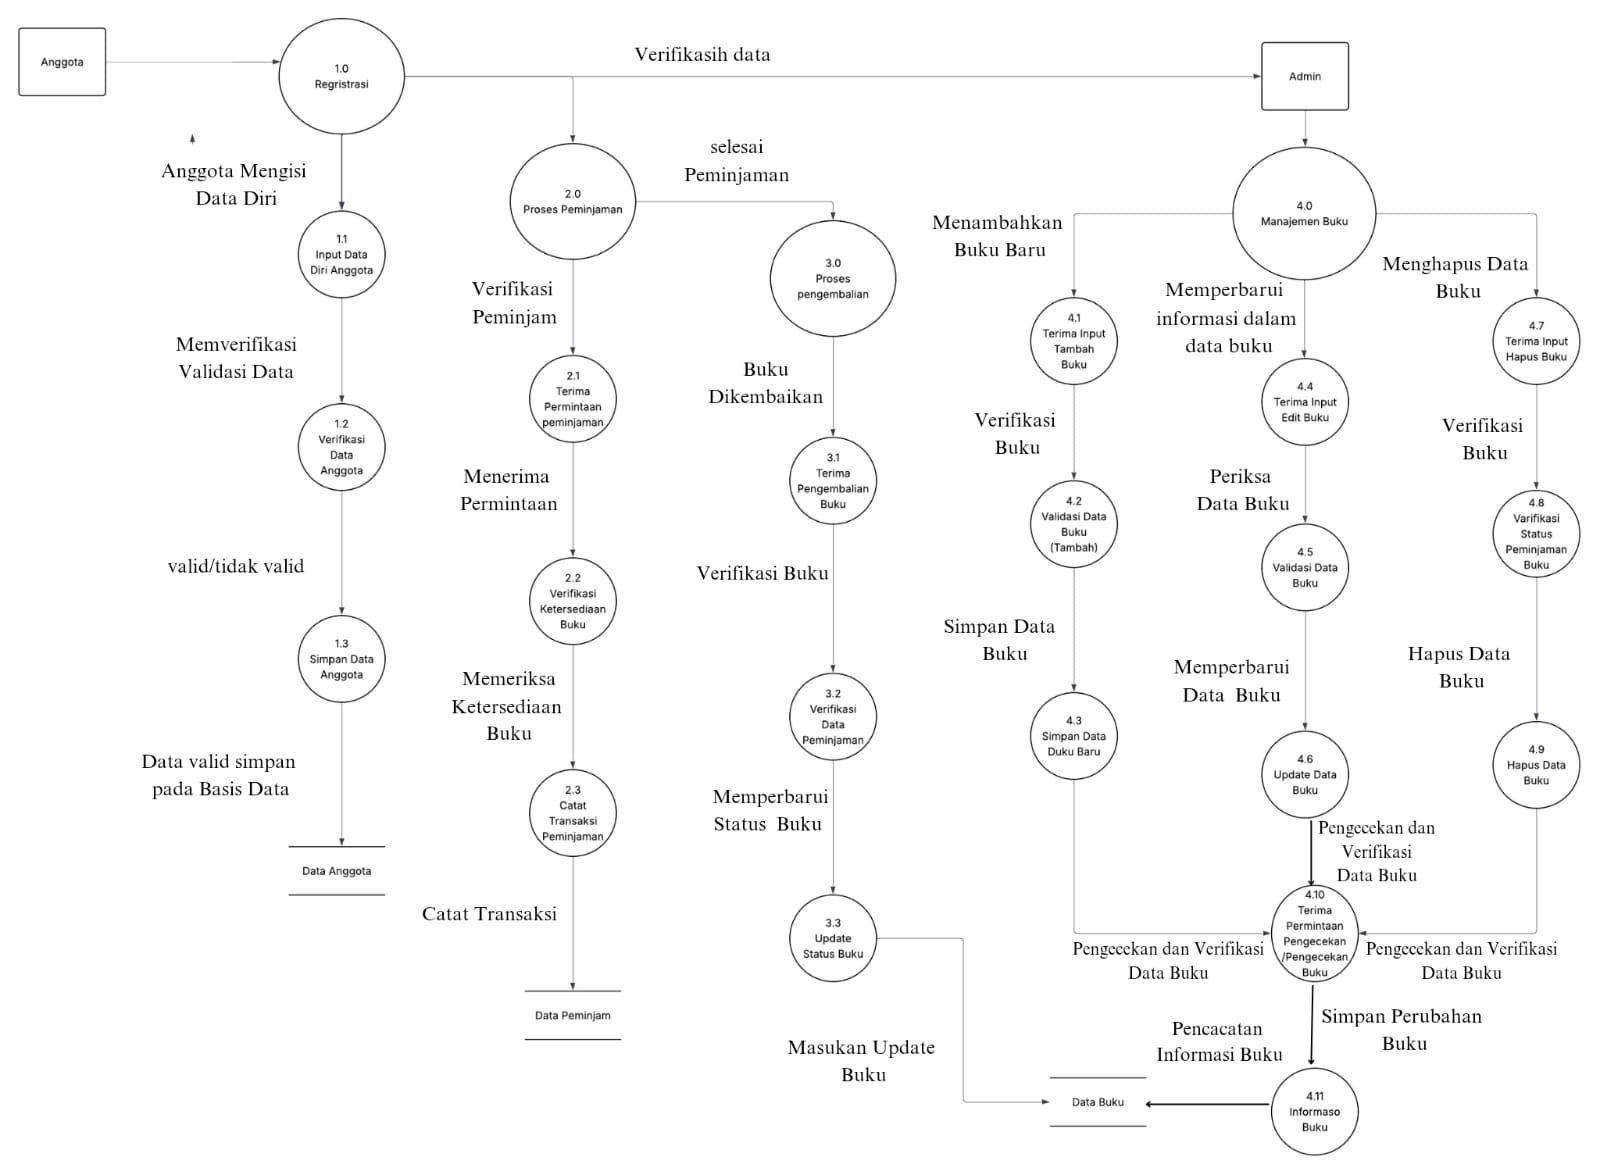 Anggota
1.0
Regristrasi
Verifikasih data
Admin
Anggota Mengisi
Data Diri
1.1
Input Data
Diri Anggota
Memverifikasi
Validasi Data
1.2
Verifikasi
Data
Anggota
valid/tidak valid
1.3
Simpan Data
Anggota
Data valid simpan
pada Basis Data
Data Anggota
2.0
Proses Peminjaman
selesai
Peminjaman
Verifikasi
Peminjam
2.1
Terima
Permintaan
peminjaman
Menerima
Permintaan
2.2
Verifikasi
Ketersediaan
Buku
Memeriksa
Ketersediaan
Buku
2.3
Catat
Transaksi
Peminjaman
Catat Transaksi
Data Peminjam
3.0
Proses
pengembalian
Buku
Dikembaikan
3.1
Terima
Pengembalian
Buku
Verifikasi Buku
3.2
Verifikasi
Data
Peminjaman
Memperbarui
Status Buku
3.3
Update
Status Buku
Masukan Update
Buku
Data Buku
4.0
Manajemen Buku
Menambahkan
Buku Baru
4.1
Terima Input
Tambah
Buku
Verifikasi
Buku
4.2
Validasi Data
Buku
(Tambah)
Simpan Data
Buku
4.3
Simpan Data
Duku Baru
Pengecekan dan Verifikasi
Data Buku
Memperbarui
informasi dalam
data buku
4.4
Terima Input
Edit Buku
Periksa
Data Buku
4.5
Validasi Data
Buku
Memperbarui
Data Buku
4.6
Update Data
Buku
Pengecekan dan
Verifikasi
Data Buku
Menghapus Data
Buku
4.7
Terima Input
Hapus Buku
Verifikasi
Buku
4.8
Varifikasi
Status
Peminjaman
Buku
Hapus Data
Buku
4.9
Hapus Data
Buku
Pengecekan dan Verifikasi
Data Buku
4.10
Terima
Permintaan
Pengecekan
/Pengecekan
Buku
Simpan Perubahan
Buku
4.11
Informaso
Buku
Pencacatan
Informasi Buku